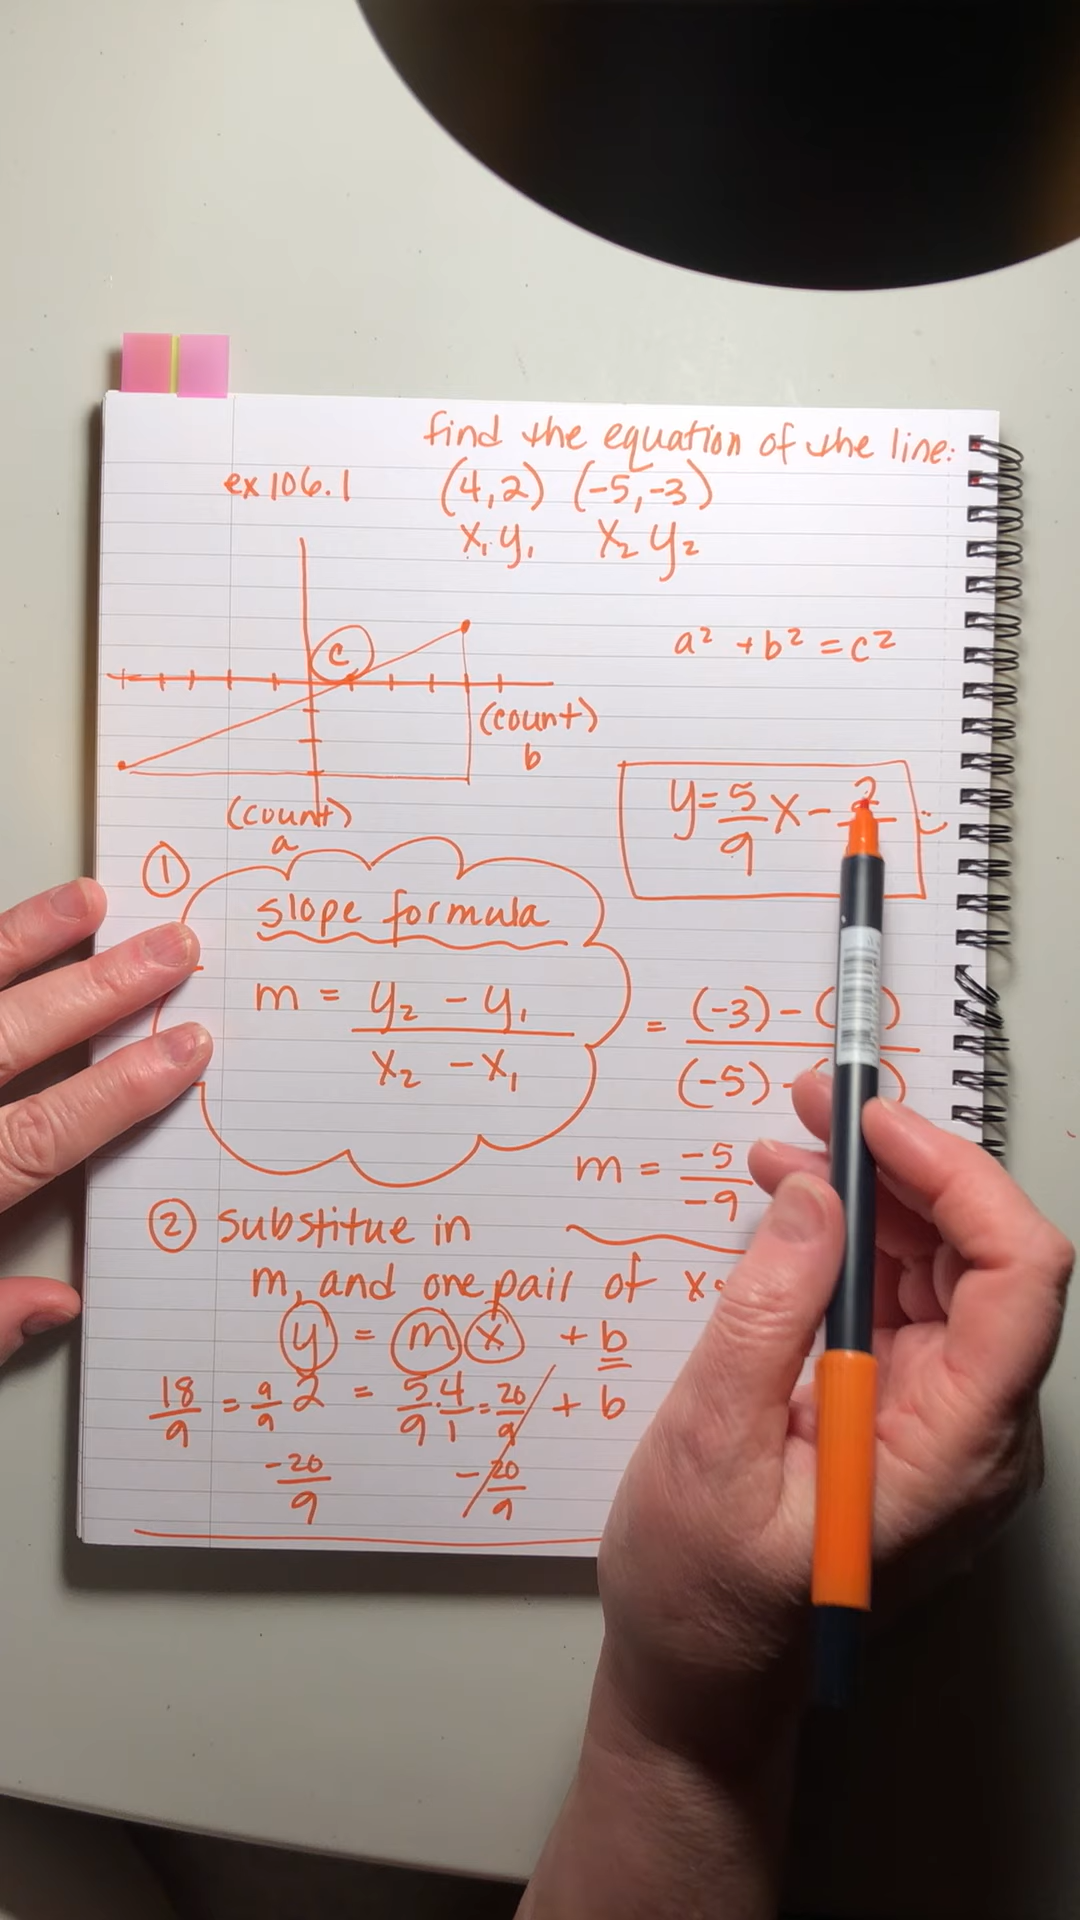 find the equation of the line:
ex 106.1 (4,2) (-5,-3)
x₁ y₁ x₂ y₂
a² + b² = c²
c
(count)
b
y = 5/9 x - 2
(count)
a
① slope formula
m = y₂ - y₁ / x₂ - x₁
= (-3) - ( ) / (-5) - ( )
m = -5/-9
② substitue in
m, and one pair of x
y = m x + b
18/9 = 9/9 2 = 5/9 · 4/1 = 20/9 + b
-20/9 -20/9